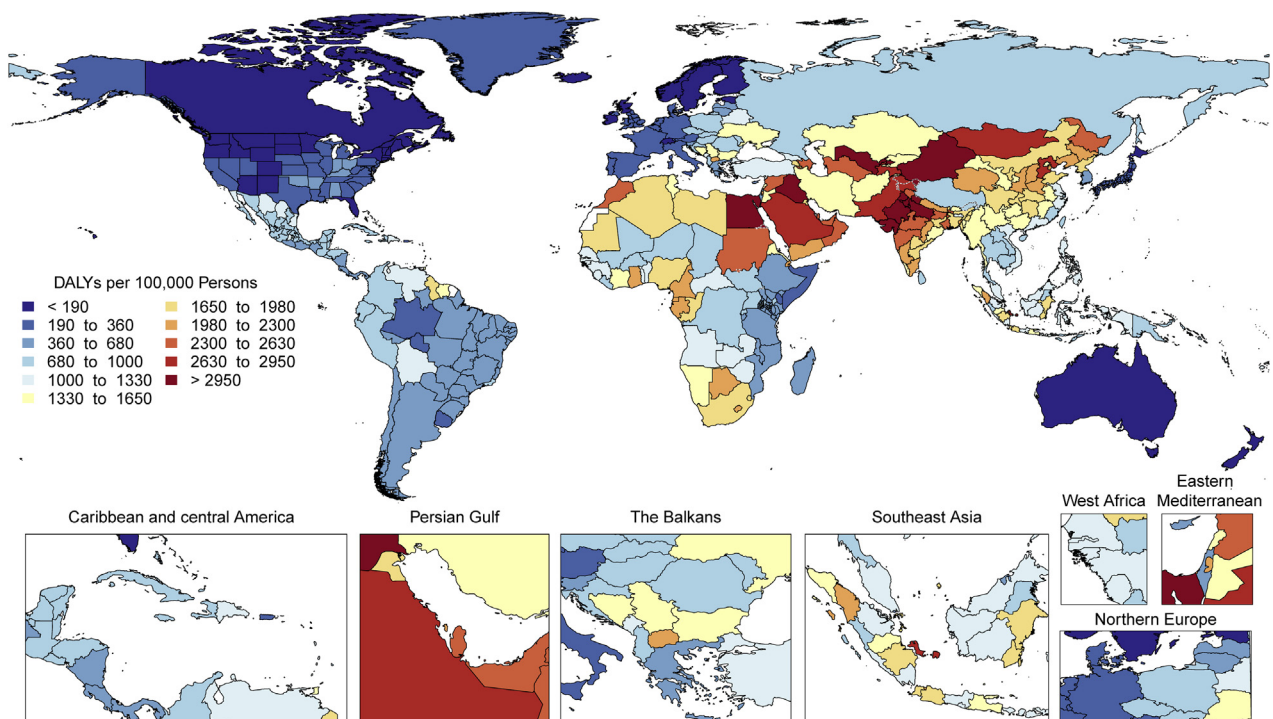 DALYs per 100,000 Persons
< 190
190 to 360
360 to 680
680 to 1000
1000 to 1330
1330 to 1650
1650 to 1980
1980 to 2300
2300 to 2630
2630 to 2950
> 2950
Caribbean and central America
Persian Gulf
The Balkans
Southeast Asia
West Africa
Eastern
Mediterranean
Northern Europe